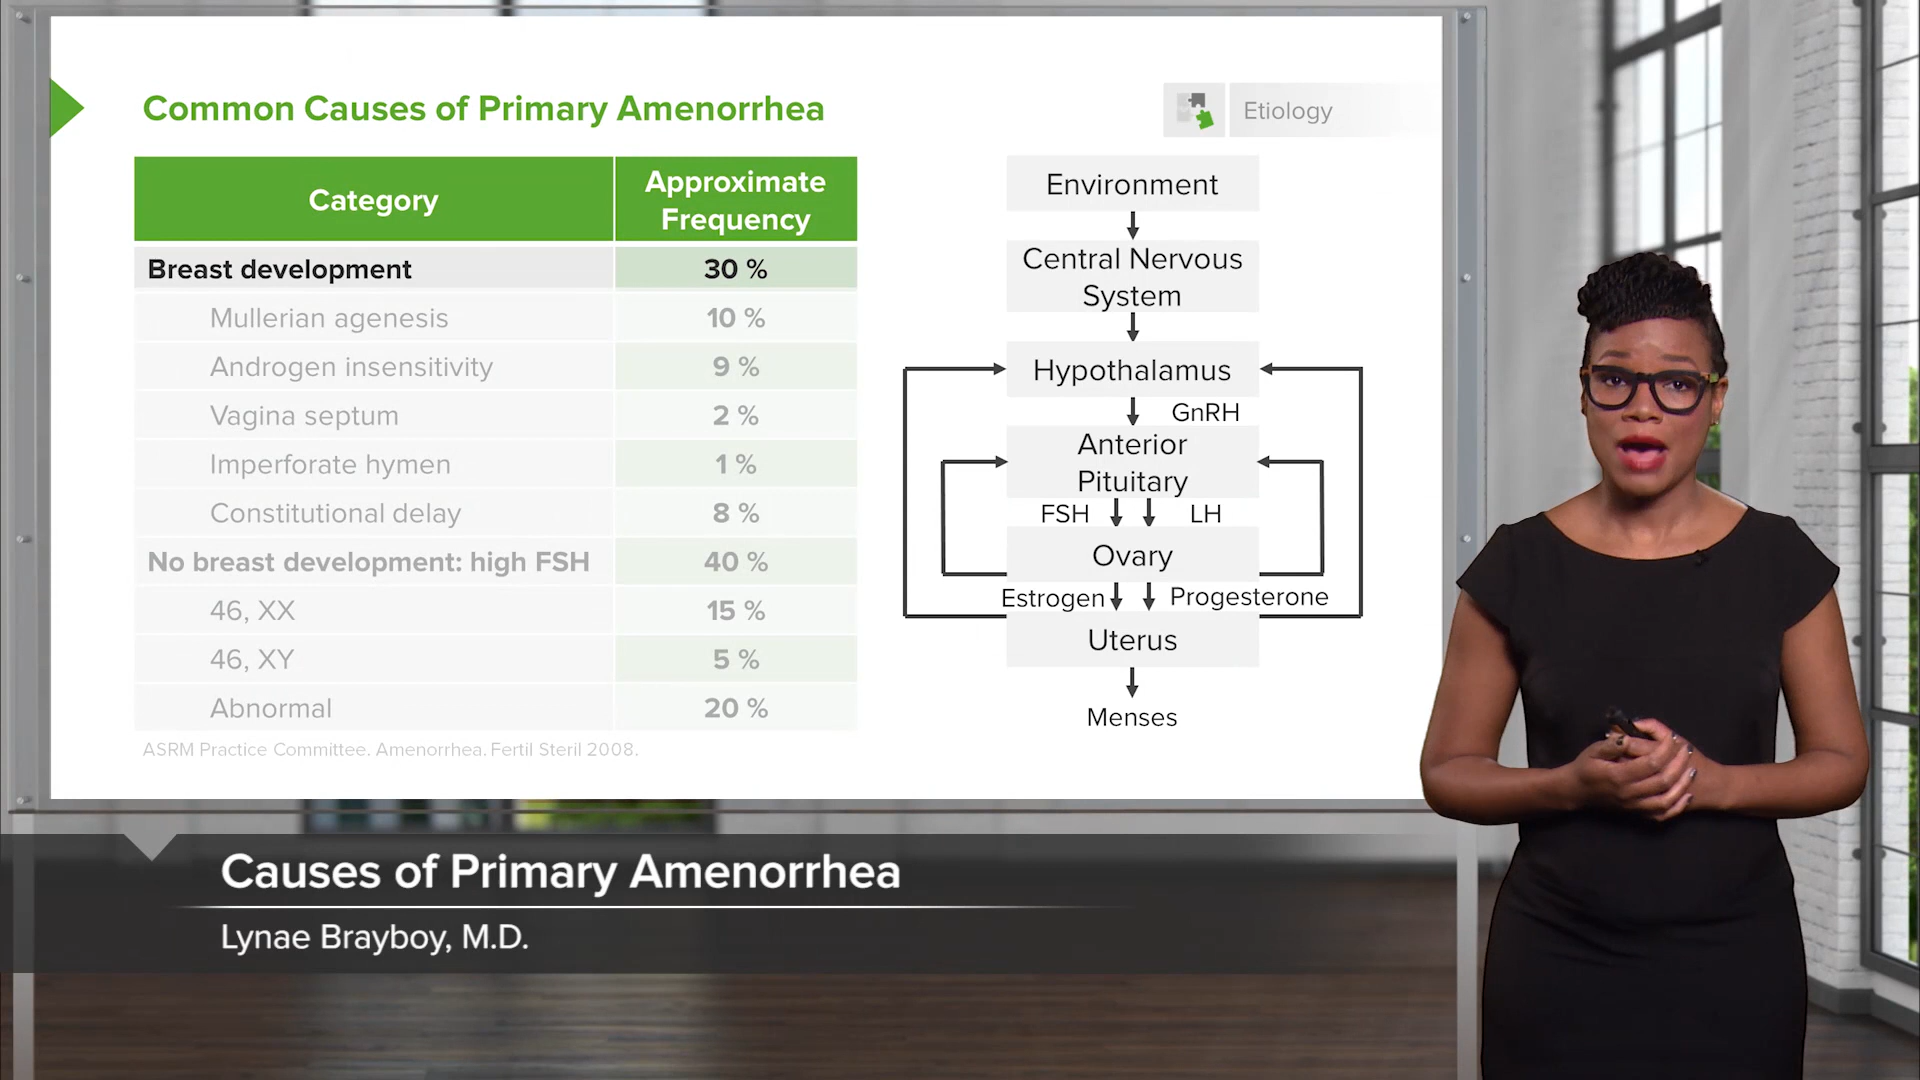 Common Causes of Primary Amenorrhea
Etiology
Category
Approximate
Frequency
Breast development 30 %
Mullerian agenesis 10 %
Androgen insensitivity 9 %
Vagina septum 2 %
Imperforate hymen 1 %
Constitutional delay 8 %
No breast development: high FSH 40 %
46, XX 15 %
46, XY 5 %
Abnormal 20 %
ASRM Practice Committee. Amenorrhea. Fertil Steril 2008.
Environment
Central Nervous
System
Hypothalamus
GnRH
Anterior
Pituitary
FSH LH
Ovary
Estrogen Progesterone
Uterus
Menses
Causes of Primary Amenorrhea
Lynae Brayboy, M.D.